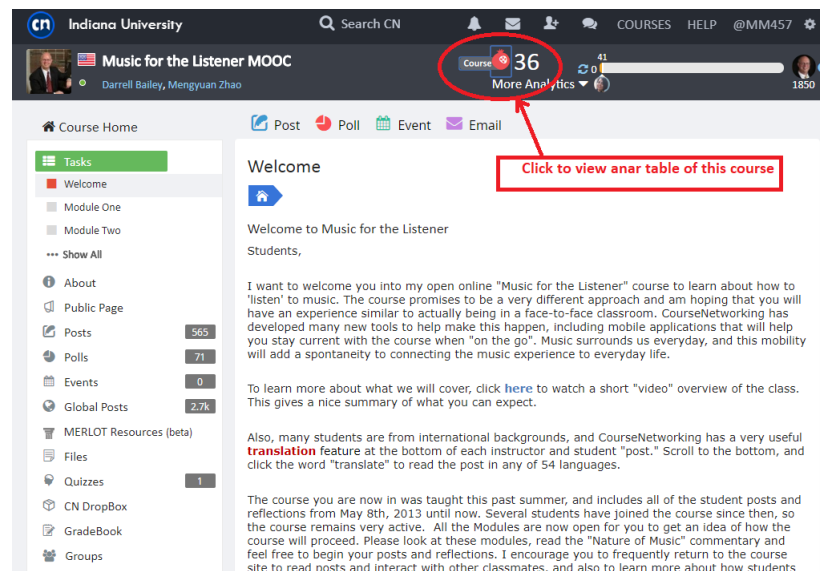 cn Indiana University Search CN COURSES HELP @MM457
Music for the Listener MOOC
Darrell Bailey, Mengyuan Zhao
Course 36
More Analytics
41
0
1850
Course Home
Post Poll Event Email
Tasks
Welcome
Module One
Module Two
Show All
About
Public Page
Posts 565
Polls 71
Events 0
Global Posts 2.7k
MERLOT Resources (beta)
Files
Quizzes 1
CN DropBox
GradeBook
Groups
Click to view anar table of this course
Welcome
Welcome to Music for the Listener
Students,
I want to welcome you into my open online "Music for the Listener" course to learn about how to
'listen' to music. The course promises to be a very different approach and am hoping that you will
have an experience similar to actually being in a face-to-face classroom. CourseNetworking has
developed many new tools to help make this happen, including mobile applications that will help
you stay current with the course when "on the go". Music surrounds us everyday, and this mobility
will add a spontaneity to connecting the music experience to everyday life.
To learn more about what we will cover, click here to watch a short "video" overview of the class.
This gives a nice summary of what you can expect.
Also, many students are from international backgrounds, and CourseNetworking has a very useful
translation feature at the bottom of each instructor and student "post." Scroll to the bottom, and
click the word "translate" to read the post in any of 54 languages.
The course you are now in was taught this past summer, and includes all of the student posts and
reflections from May 8th, 2013 until now. Several students have joined the course since then, so
the course remains very active. All the Modules are now open for you to get an idea of how the
course will proceed. Please look at these modules, read the "Nature of Music" commentary and
feel free to begin your posts and reflections. I encourage you to frequently return to the course
site to read posts and interact with other classmates, and also to learn more about how students